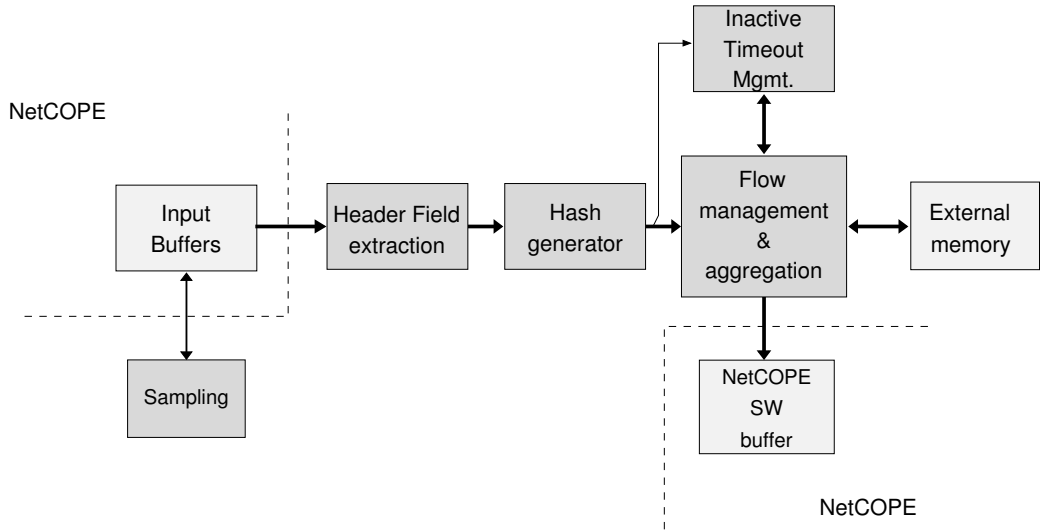 NetCOPE
Inactive
Timeout
Mgmt.
Input
Buffers
Header Field
extraction
Hash
generator
Flow
management
&
aggregation
External
memory
Sampling
NetCOPE
SW
buffer
NetCOPE